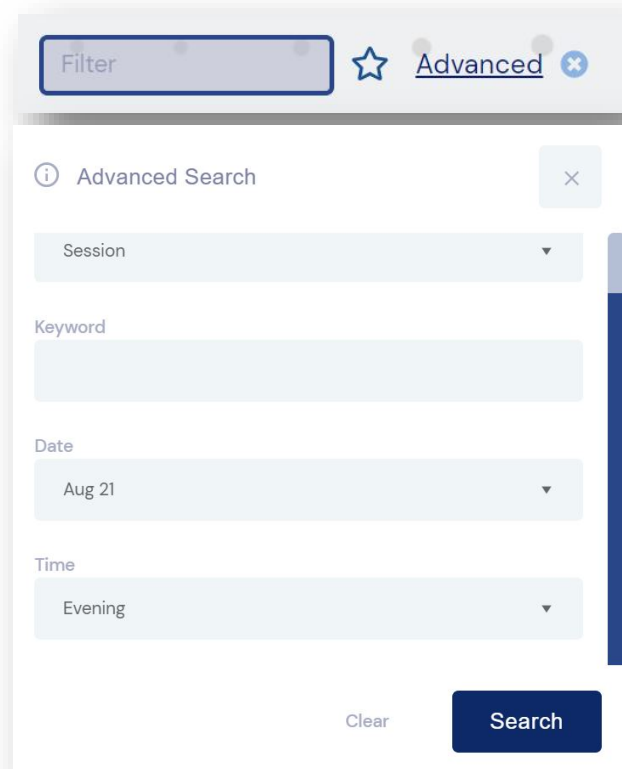 Filter Advanced
Advanced Search
Session
Keyword
Date
Aug 21
Time
Evening
Clear Search